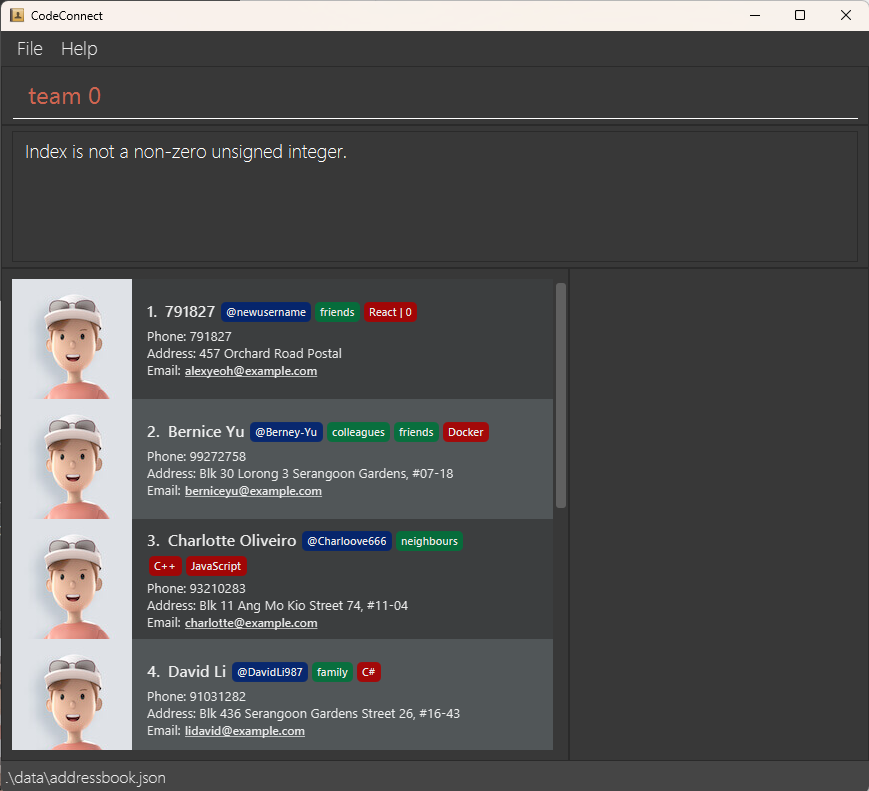 CodeConnect
File Help
team 0
Index is not a non-zero unsigned integer.
1. 791827 @newusername friends React | 0
Phone: 791827
Address: 457 Orchard Road Postal
Email: alexyeoh@example.com
2. Bernice Yu @Berney-Yu colleagues friends Docker
Phone: 99272758
Address: Blk 30 Lorong 3 Serangoon Gardens, #07-18
Email: berniceyu@example.com
3. Charlotte Oliveiro @Charloove666 neighbours
C++ JavaScript
Phone: 93210283
Address: Blk 11 Ang Mo Kio Street 74, #11-04
Email: charlotte@example.com
4. David Li @DavidLi987 family C#
Phone: 91031282
Address: Blk 436 Serangoon Gardens Street 26, #16-43
Email: lidavid@example.com
.\data\addressbook.json